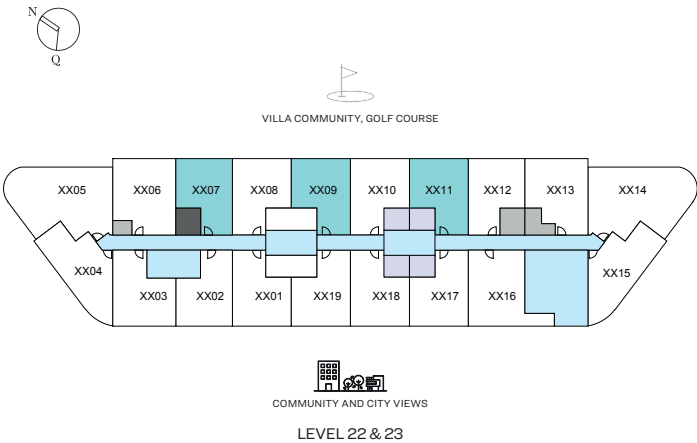 N
Q
VILLA COMMUNITY, GOLF COURSE
XX05 XX06 XX07 XX08 XX09 XX10 XX11 XX12 XX13 XX14
XX04 XX03 XX02 XX01 XX19 XX18 XX17 XX16 XX15
COMMUNITY AND CITY VIEWS
LEVEL 22 & 23